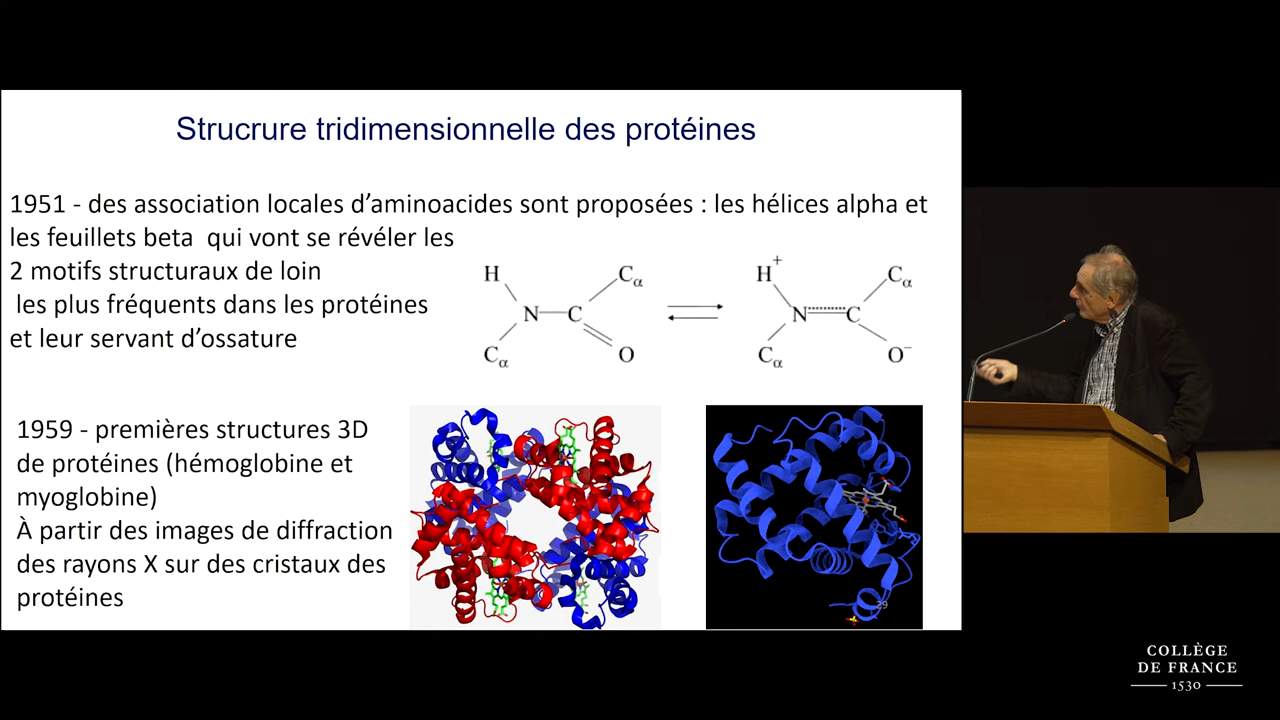 Strucrure tridimensionnelle des protéines
1951 - des association locales d’aminoacides sont proposées : les hélices alpha et
les feuillets beta  qui vont se révéler les
2 motifs structuraux de loin
les plus fréquents dans les protéines
et leur servant d’ossature
H
Cα
N
C
Cα
O
H+
Cα
N
C
Cα
O−
1959 - premières structures 3D
de protéines (hémoglobine et
myoglobine)
À partir des images de diffraction
des rayons X sur des cristaux des
protéines
29
COLLÈGE
DE FRANCE
1530